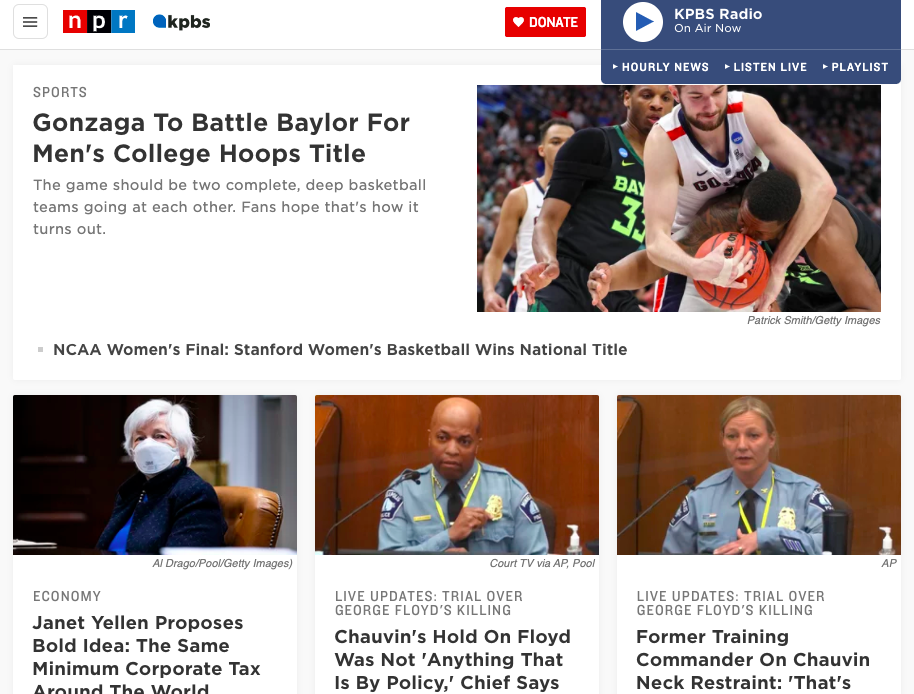 npr kpbs
DONATE
KPBS Radio
On Air Now
HOURLY NEWS LISTEN LIVE PLAYLIST
SPORTS
Gonzaga To Battle Baylor For
Men's College Hoops Title
The game should be two complete, deep basketball
teams going at each other. Fans hope that's how it
turns out.
BAY
33
GO
Patrick Smith/Getty Images
NCAA Women's Final: Stanford Women's Basketball Wins National Title
Al Drago/Pool/Getty Images)
ECONOMY
Janet Yellen Proposes
Bold Idea: The Same
Minimum Corporate Tax
Around The World
Court TV via AP, Pool
LIVE UPDATES: TRIAL OVER
GEORGE FLOYD'S KILLING
Chauvin's Hold On Floyd
Was Not 'Anything That
Is By Policy,' Chief Says
AP
LIVE UPDATES: TRIAL OVER
GEORGE FLOYD'S KILLING
Former Training
Commander On Chauvin
Neck Restraint: 'That's